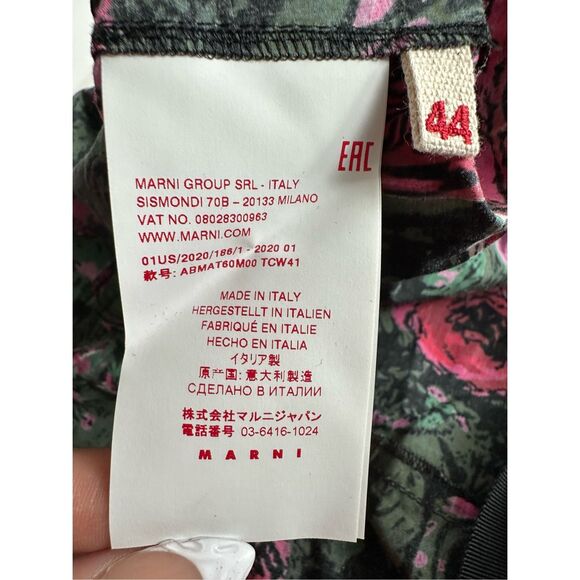 44
EAC
MARNI GROUP SRL - ITALY
SISMONDI 70B – 20133 MILANO
VAT NO. 08028300963
WWW.MARNI.COM
01US/2020/186/1 - 2020 01
款号: ABMAT60M00 TCW41
MADE IN ITALY
HERGESTELLT IN ITALIEN
FABRIQUÉ EN ITALIE
HECHO EN ITALIA
イタリア製
原产国: 意大利製造
СДЕЛАНО В ИТАЛИИ
株式会社マルニジャパン
電話番号 03-6416-1024
MARNI